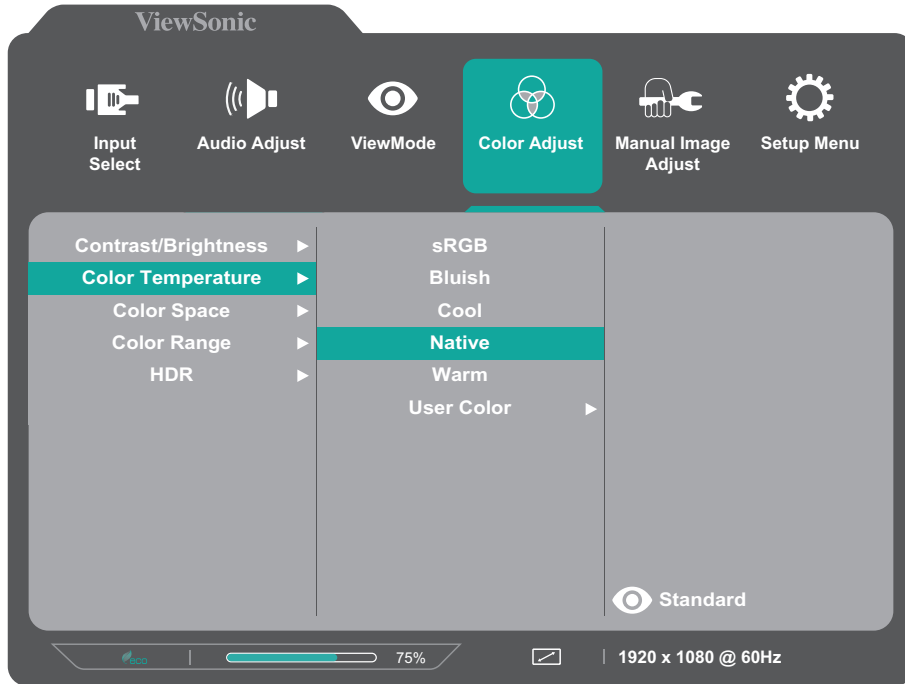 ViewSonic
Input Select
Audio Adjust
ViewMode
Color Adjust
Manual Image Adjust
Setup Menu
Contrast/Brightness
Color Temperature
Color Space
Color Range
HDR
sRGB
Bluish
Cool
Native
Warm
User Color
Standard
eco
75%
1920 x 1080 @ 60Hz